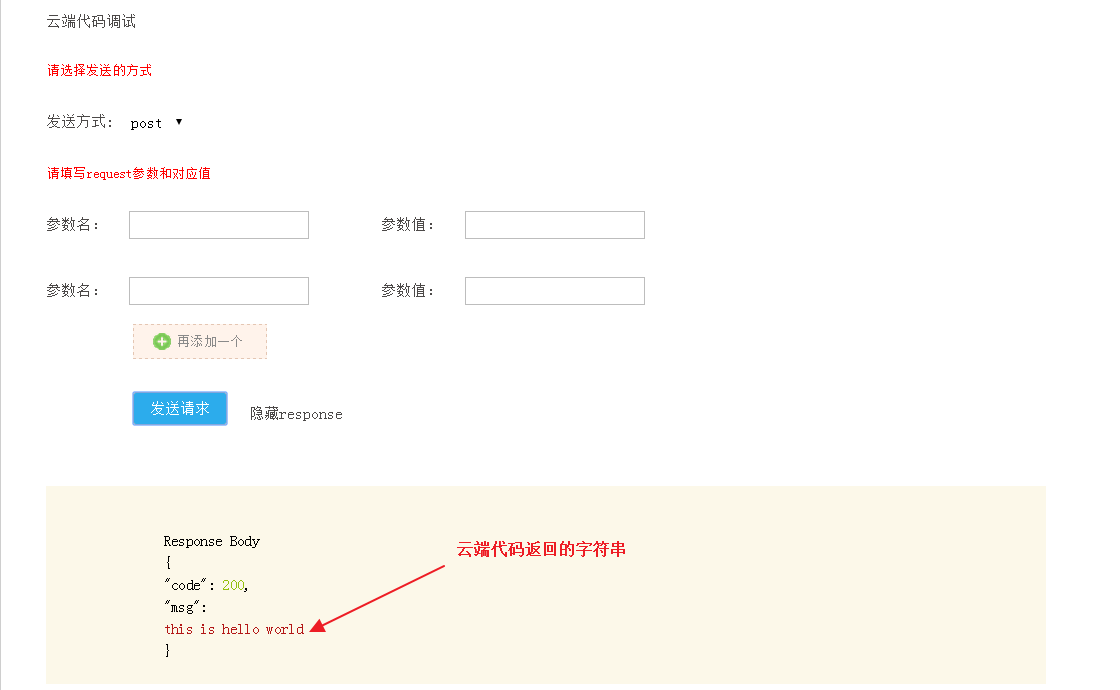 云端代码调试
请选择发送的方式
发送方式: post ▼
请填写request参数和对应值
参数名： 参数值：
参数名： 参数值：
再添加一个
发送请求 隐藏response
Response Body
云端代码返回的字符串
{
"code": 200,
"msg":
this is hello world
}